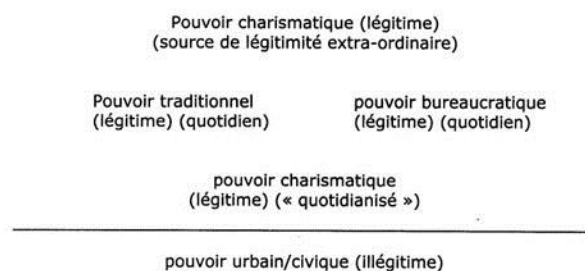 Pouvoir charismatique (légitime)
(source de légitimité extra-ordinaire)
Pouvoir traditionnel
(légitime) (quotidien)
pouvoir bureaucratique
(légitime) (quotidien)
pouvoir charismatique
(légitime) (« quotidianisé »)
pouvoir urbain/civique (illégitime)